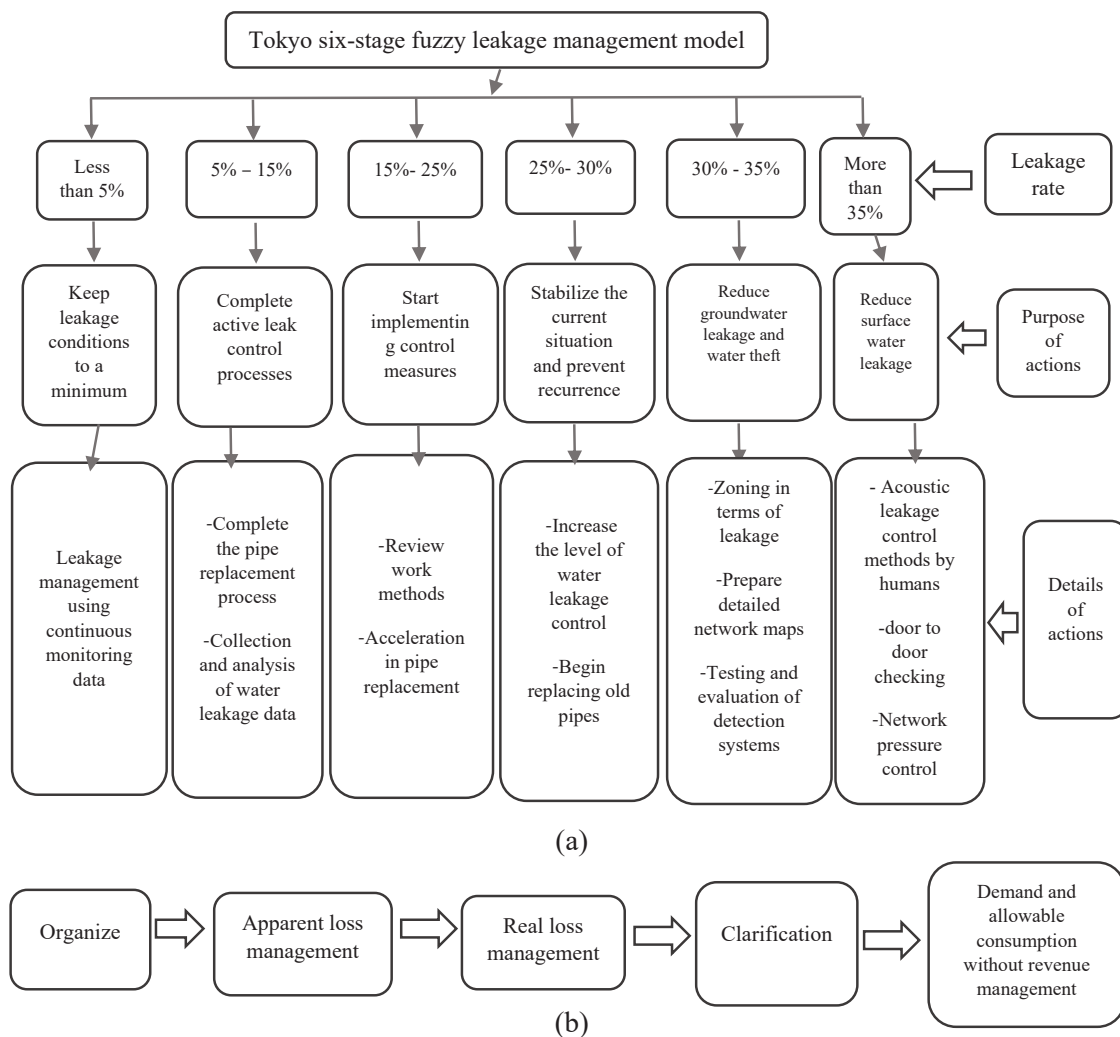 Tokyo six-stage fuzzy leakage management model
Less
than 5%
5% – 15%
15%- 25%
25%- 30%
30% - 35%
More
than
35%
Leakage
rate
Keep
leakage
conditions
to a
minimum
Complete
active leak
control
processes
Start
implementin
g control
measures
Stabilize the
current
situation
and prevent
recurrence
Reduce
groundwater
leakage and
water theft
Reduce
surface
water
leakage
Purpose
of
actions
Leakage
management
using
continuous
monitoring
data
-Complete
the pipe
replacement
process
-Collection
and analysis
of water
leakage data
-Review
work
methods
-Acceleration
in pipe
replacement
-Increase
the level of
water
leakage
control
-Begin
replacing old
pipes
-Zoning in
terms of
leakage
-Prepare
detailed
network maps
-Testing and
evaluation of
detection
systems
- Acoustic
leakage
control
methods by
humans
-door to
door
checking
-Network
pressure
control
Details
of
actions
(a)
Organize
Apparent loss
management
Real loss
management
Clarification
Demand and
allowable
consumption
without revenue
management
(b)